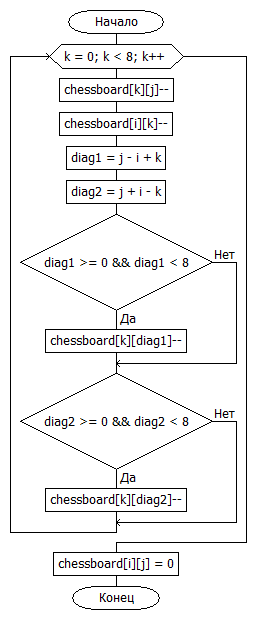 Начало
k = 0; k < 8; k++
chessboard[k][j]--
chessboard[i][k]--
diag1 = j - i + k
diag2 = j + i - k
diag1 >= 0 && diag1 < 8
Нет
Да
chessboard[k][diag1]--
diag2 >= 0 && diag2 < 8
Нет
Да
chessboard[k][diag2]--
chessboard[i][j] = 0
Конец